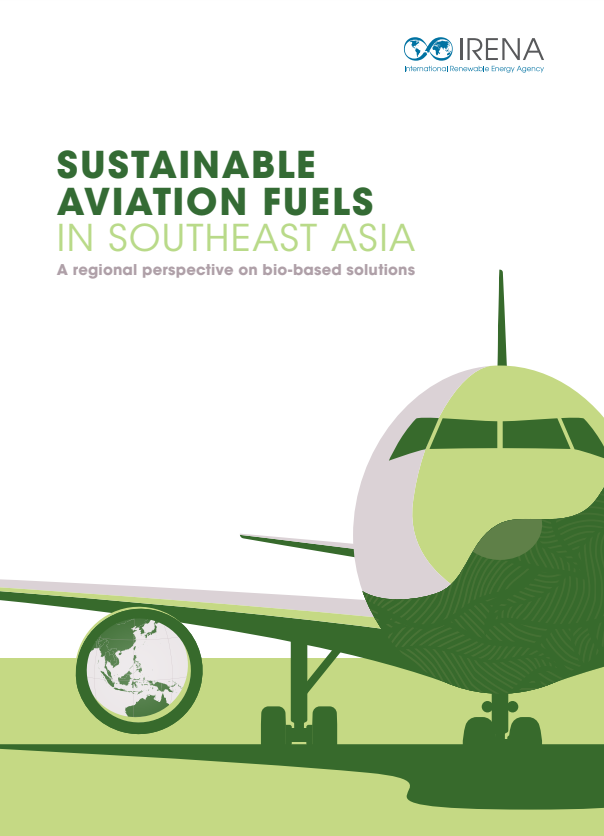 IRENA
International Renewable Energy Agency
SUSTAINABLE
AVIATION FUELS
IN SOUTHEAST ASIA
A regional perspective on bio-based solutions